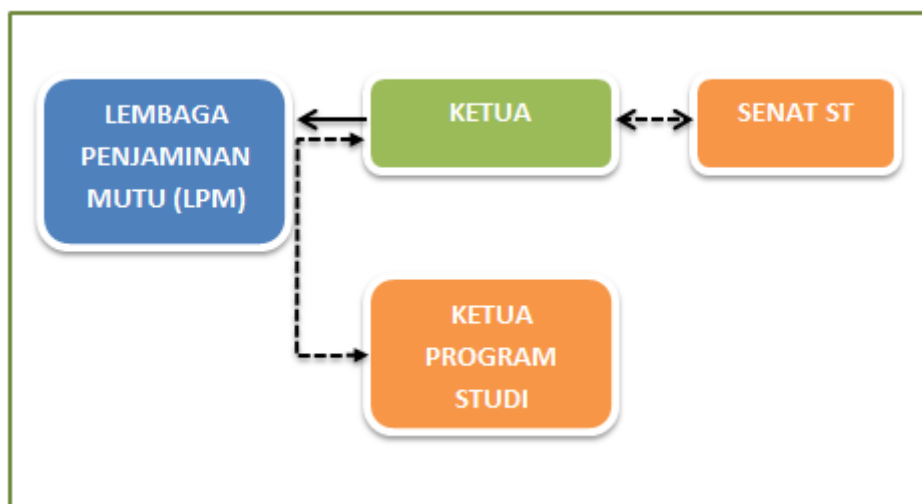 LEMBAGA
PENJAMINAN
MUTU (LPM)
KETUA
SENAT ST
KETUA
PROGRAM
STUDI